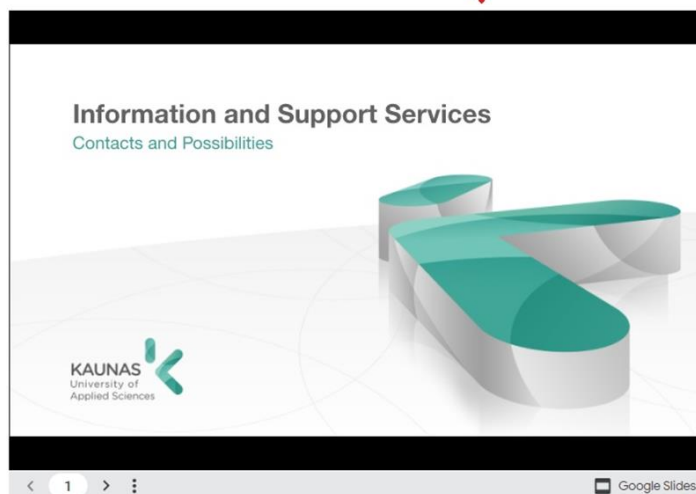 Information and Support Services
Contacts and Possibilities
KAUNAS
University of
Applied Sciences
1
Google Slides